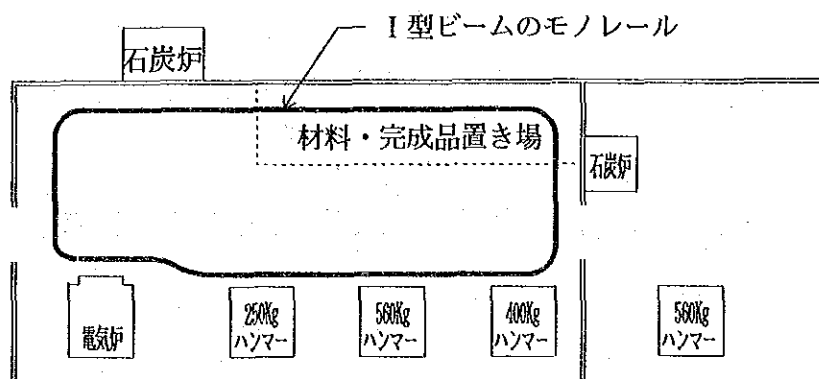 I型ビームのモノレール
石炭炉
材料・完成品置き場
石炭炉
電気炉
250Kg
ハンマー
560Kg
ハンマー
400Kg
ハンマー
560Kg
ハンマー